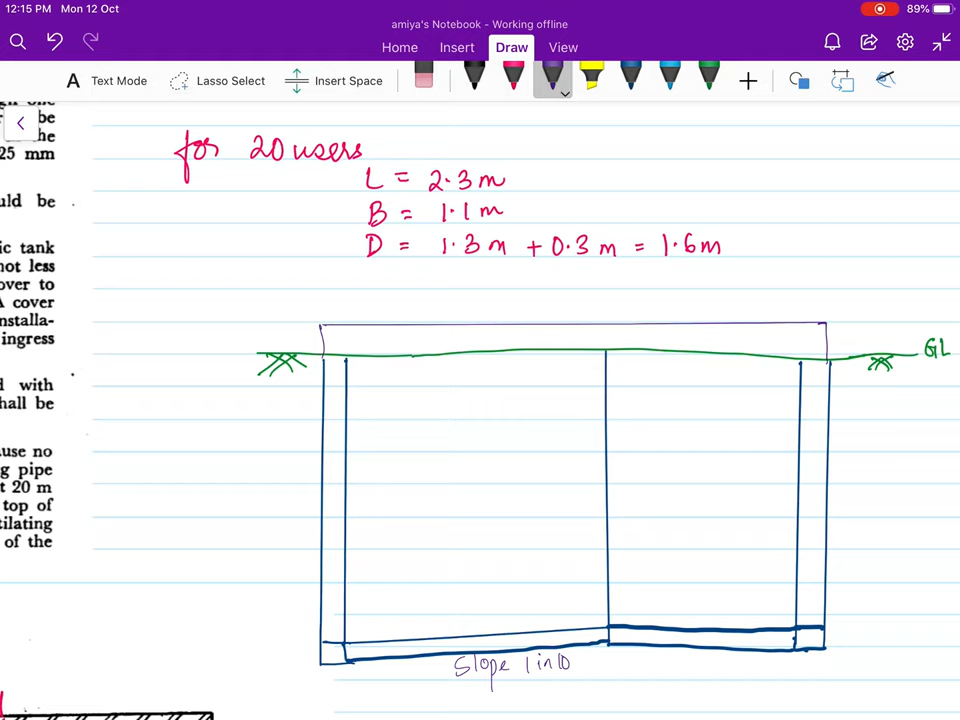 12:15 PM Mon 12 Oct
89%
amiya's Notebook - Working offline
Home Insert Draw View
Text Mode Lasso Select Insert Space
be
the
25 mm
uld be
ic tank
not less
over to
A cover
nstalla-
ingress
d with
hall be
use no
g pipe
t 20 m
top of
tilating
of the
for 20 users
L = 2.3 m
B = 1.1 m
D = 1.3 m + 0.3 m = 1.6 m
GL
Slope 1 in 10